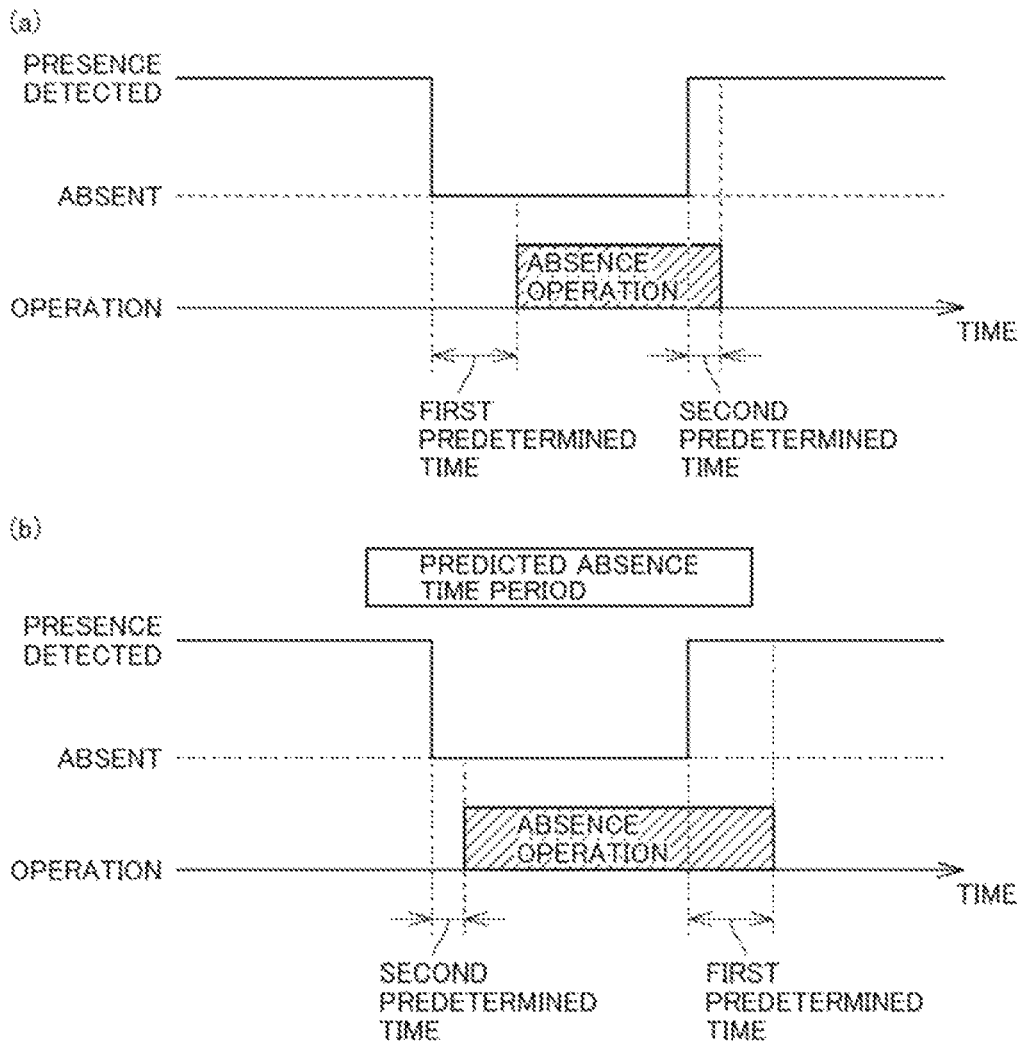 (a)
PRESENCE
DETECTED
ABSENT
ABSENCE
OPERATION
OPERATION
TIME
FIRST
PREDETERMINED
TIME
SECOND
PREDETERMINED
TIME
(b)
PREDICTED ABSENCE
TIME PERIOD
PRESENCE
DETECTED
ABSENT
ABSENCE
OPERATION
OPERATION
TIME
SECOND
PREDETERMINED
TIME
FIRST
PREDETERMINED
TIME